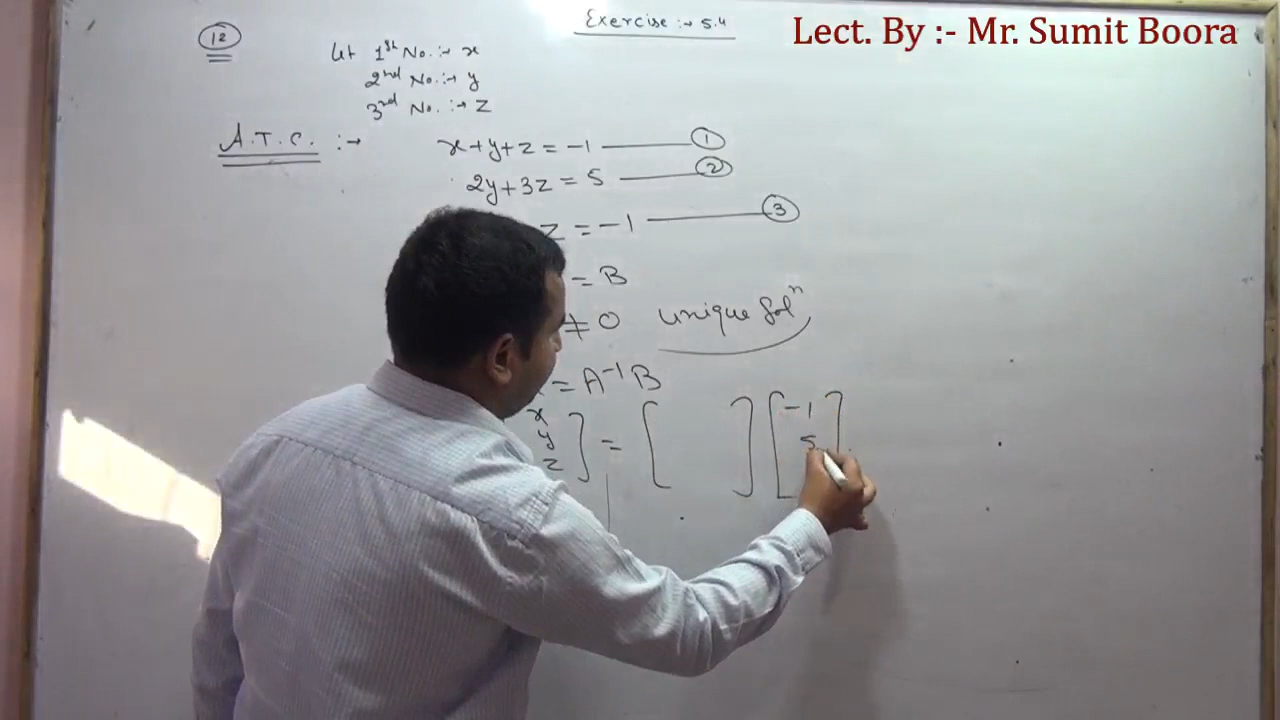 Exercise :→ 5.4
Lect. By :- Mr. Sumit Boora
12
Let 1st No. :→ x
2nd No. :→ y
3rd No. :→ z
A.T.C. :→ x+y+z = -1 ——— 1
2y+3z = 5 ——— 2
z = -1 ——— 3
= B
≠ 0 unique Solⁿ
= A⁻¹ B
x
y
z ] = [ ] [ -1
5 ]